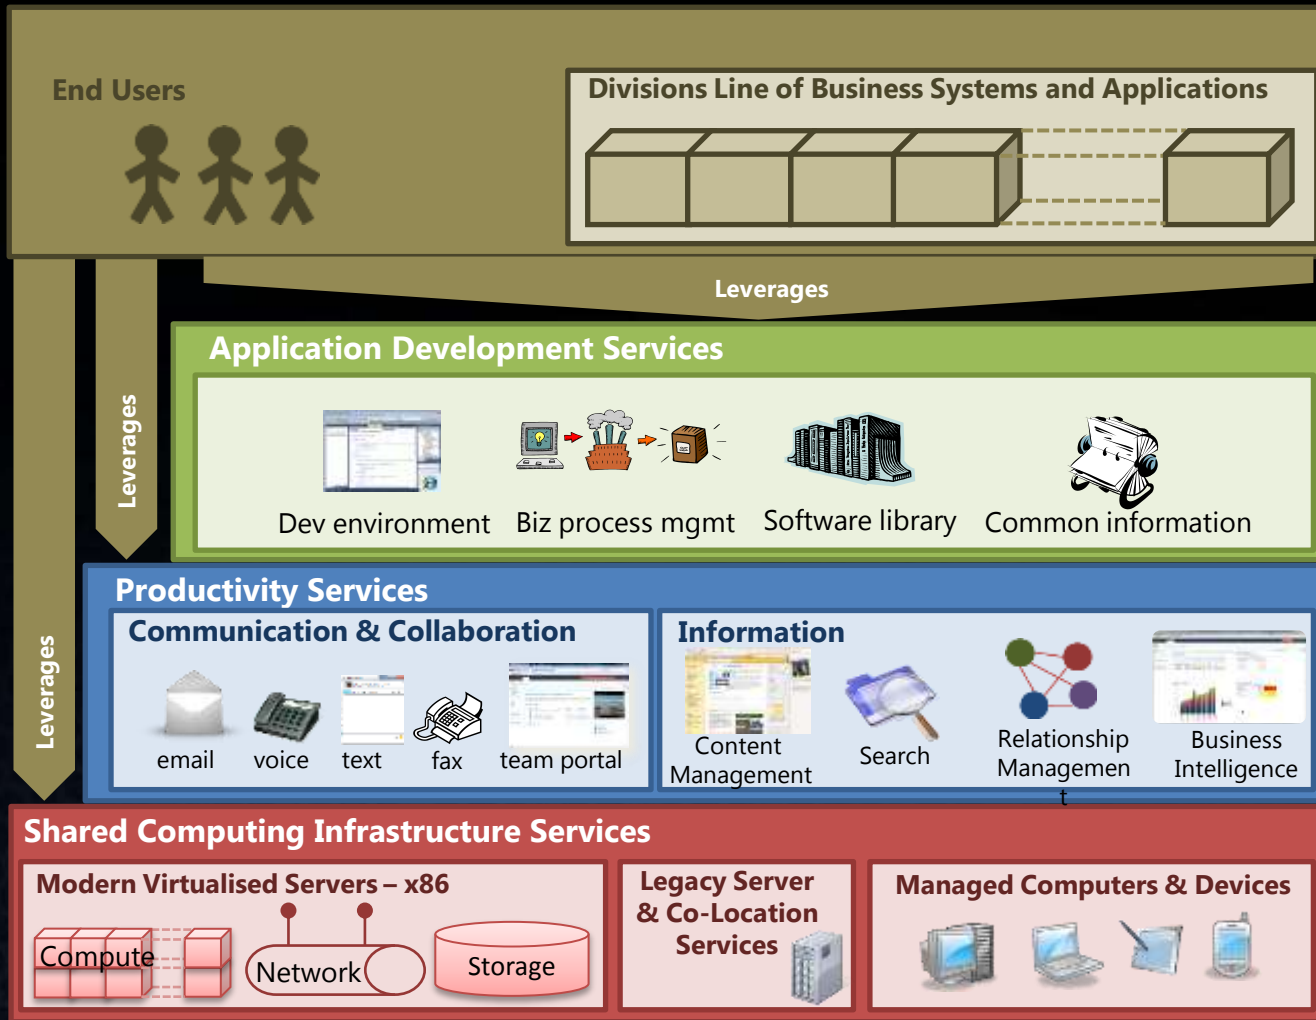 End Users
Divisions Line of Business Systems and Applications
Leverages
Leverages
Leverages
Application Development Services
Dev environment
Biz process mgmt
Software library
Common information
Productivity Services
Communication & Collaboration
email
voice
text
fax
team portal
Information
Content
Management
Search
Relationship
Managemen
t
Business
Intelligence
Shared Computing Infrastructure Services
Modern Virtualised Servers – x86
Compute
Network
Storage
Legacy Server
& Co-Location
Services
Managed Computers & Devices